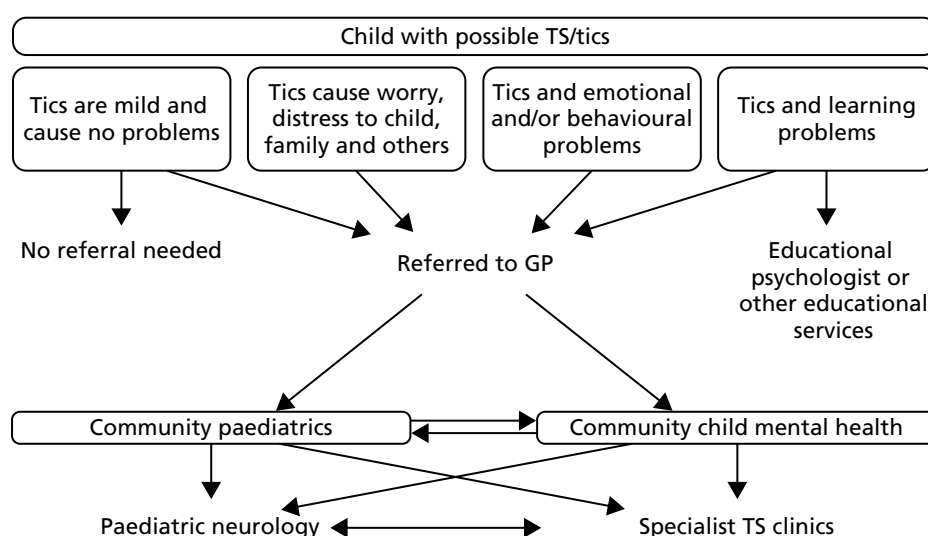 Child with possible TS/tics
Tics are mild and
cause no problems
Tics cause worry,
distress to child,
family and others
Tics and emotional
and/or behavioural
problems
Tics and learning
problems
No referral needed
Referred to GP
Educational
psychologist or
other educational
services
Community paediatrics
Community child mental health
Paediatric neurology
Specialist TS clinics